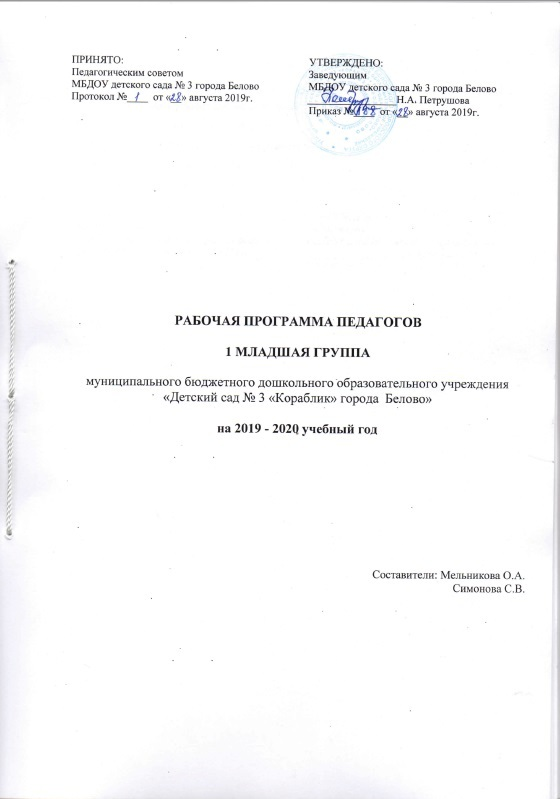 ПРИНЯТО:
Педагогическим советом
МБДОУ детского сада № 3 города Белово
Протокол № 1 от «28» августа 2019г.
УТВЕРЖДЕНО:
Заведующим
МБДОУ детского сада № 3 города Белово
Н.А. Петрушова
Приказ № 188 от «28» августа 2019г.
РАБОЧАЯ ПРОГРАММА ПЕДАГОГОВ
1 МЛАДШАЯ ГРУППА
муниципального бюджетного дошкольного образовательного учреждения
«Детский сад № 3 «Кораблик» города Белово»
на 2019 - 2020 учебный год
Составители: Мельникова О.А.
Симонова С.В.